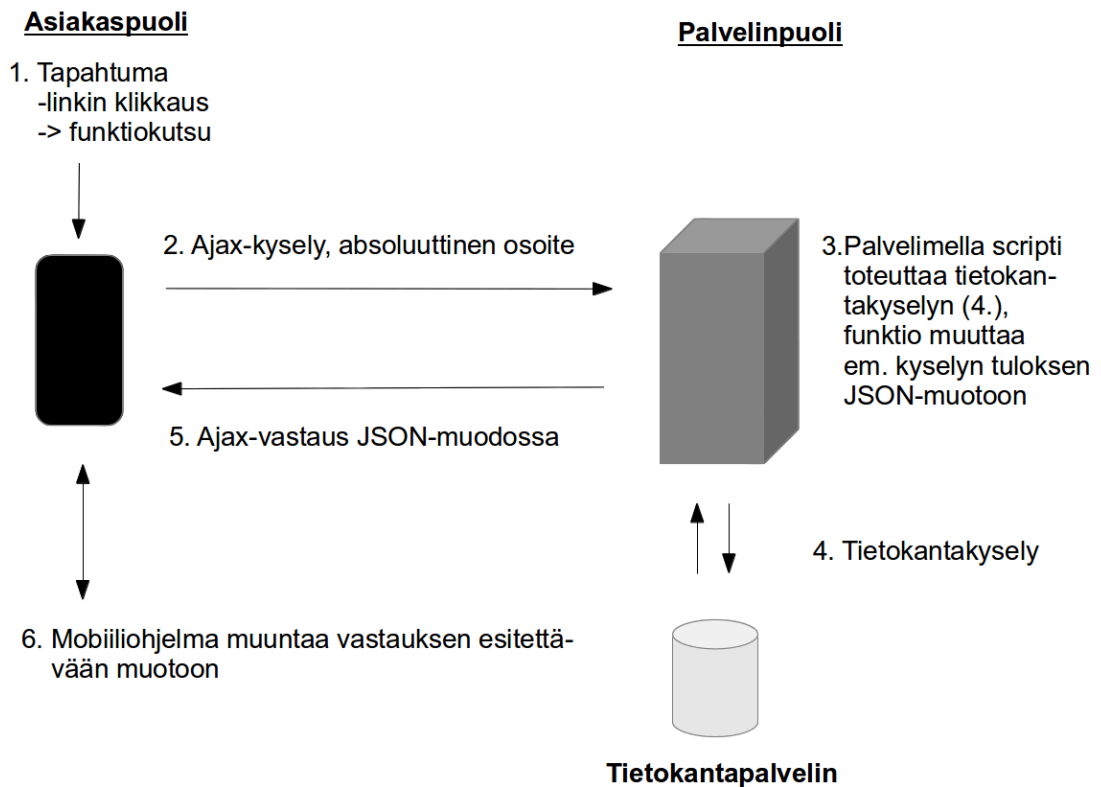 Asiakaspuoli
Palvelinpuoli
1. Tapahtuma
-linkin klikkaus
-> funktiokutsu
2. Ajax-kysely, absoluuttinen osoite
3.Palvelimella scripti
toteuttaa tietokan-
takyselyn (4.),
funktio muuttaa
em. kyselyn tuloksen
JSON-muotoon
5. Ajax-vastaus JSON-muodossa
4. Tietokantakysely
6. Mobiiliohjelma muuntaa vastauksen esitettä-
vään muotoon
Tietokantapalvelin